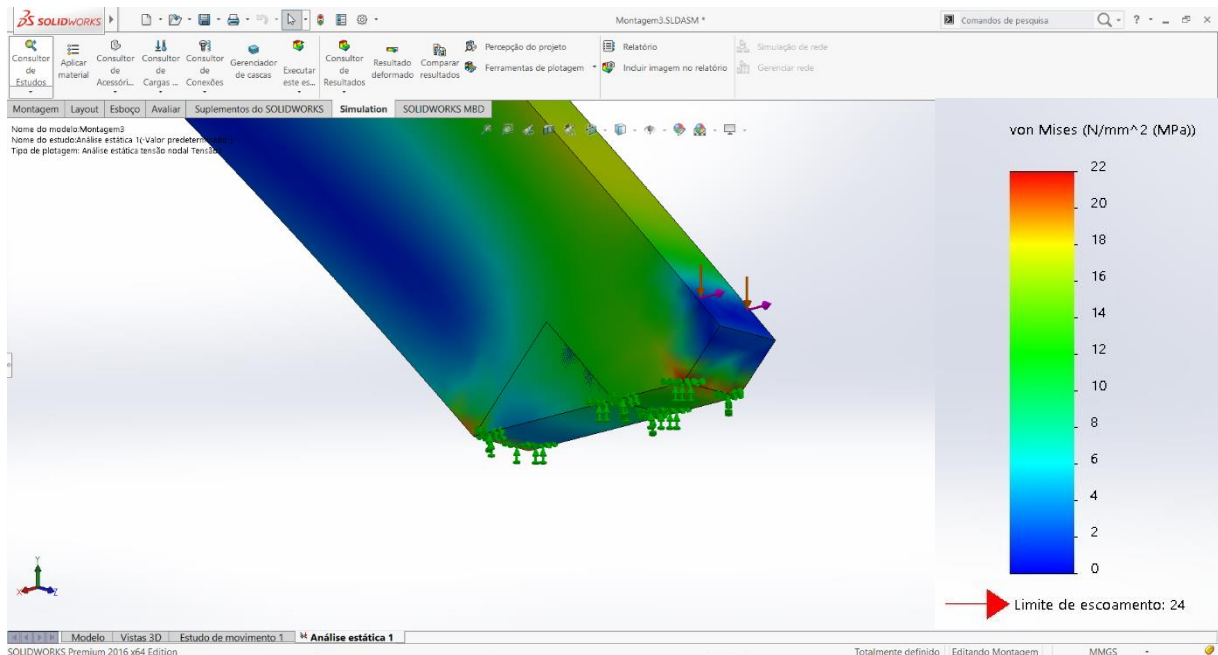 SOLIDWORKS
Montagem3.SLDASM *
Comandos de pesquisa
Consultor de Estudos
Aplicar material
Consultor de Acessóri...
Consultor de Cargas ...
Consultor de Conexões
Gerenciador de cascas
Executar este es...
Consultor de Resultados
Resultado deformado
Comparar resultados
Percepção do projeto
Ferramentas de plotagem
Relatório
Incluir imagem no relatório
Simulação de rede
Gerenciar rede
Montagem Layout Esboço Avaliar Suplementos do SOLIDWORKS Simulation SOLIDWORKS MBD
Nome do modelo:Montagem3
Nome do estudo:Análise estática 1(-Valor predeterm
Tipo de plotagem: Análise estática tensão nodal Tensão
von Mises (N/mm^2 (MPa))
22
20
18
16
14
12
10
8
6
4
2
0
Limite de escoamento: 24
Y
X
Z
Modelo Vistas 3D Estudo de movimento 1 Análise estática 1
SOLIDWORKS Premium 2016 x64 Edition
Totalmente definido Editando Montagem MMGS -